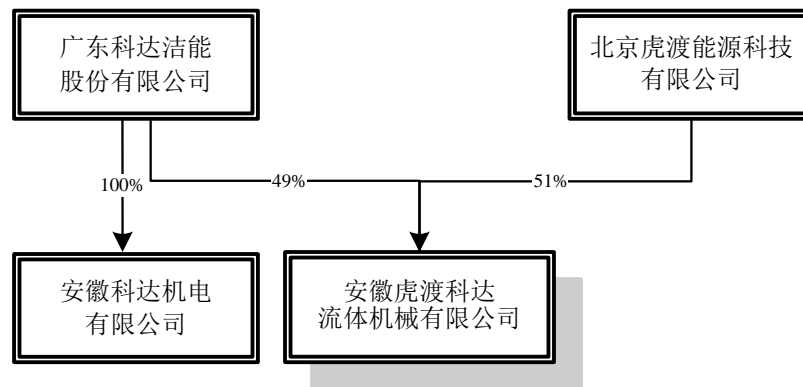 广东科达洁能
股份有限公司
北京虎渡能源科技
有限公司
100%
49%
51%
安徽科达机电
有限公司
安徽虎渡科达
流体机械有限公司